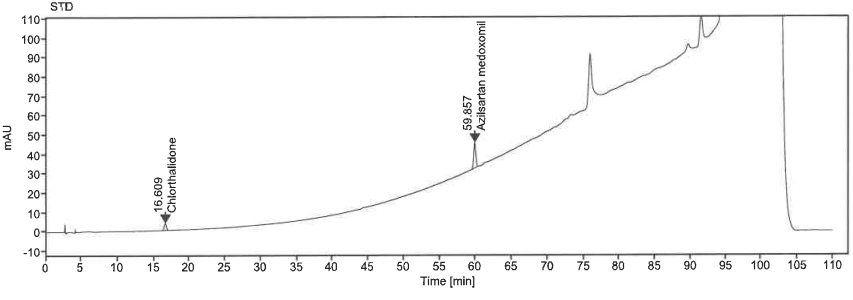 STD
110
100
90
80
70
60
50
40
30
20
10
0
-10
mAU
16.609
Chlorthalidone
59.857
Azilsartan medoxomil
0 5 10 15 20 25 30 35 40 45 50 55 60 65 70 75 80 85 90 95 100 105 110
Time [min]